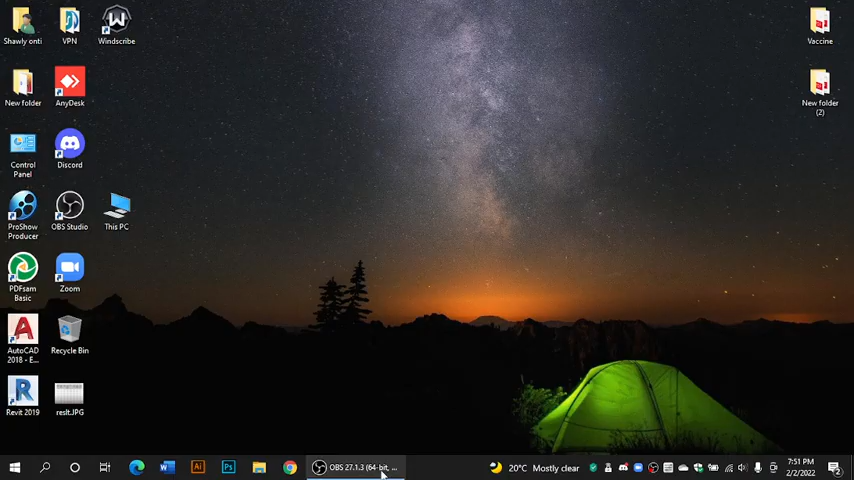 Shawly onti
VPN
Windscribe
New folder
AnyDesk
Control
Panel
Discord
ProShow
Producer
OBS Studio
This PC
PDFsam
Basic
Zoom
AutoCAD
2018 - E...
Recycle Bin
Revit 2019
reslt.JPG
Vaccine
New folder
(2)
OBS 27.1.3 (64-bit, ...
20°C Mostly clear
7:51 PM
2/2/2022
2